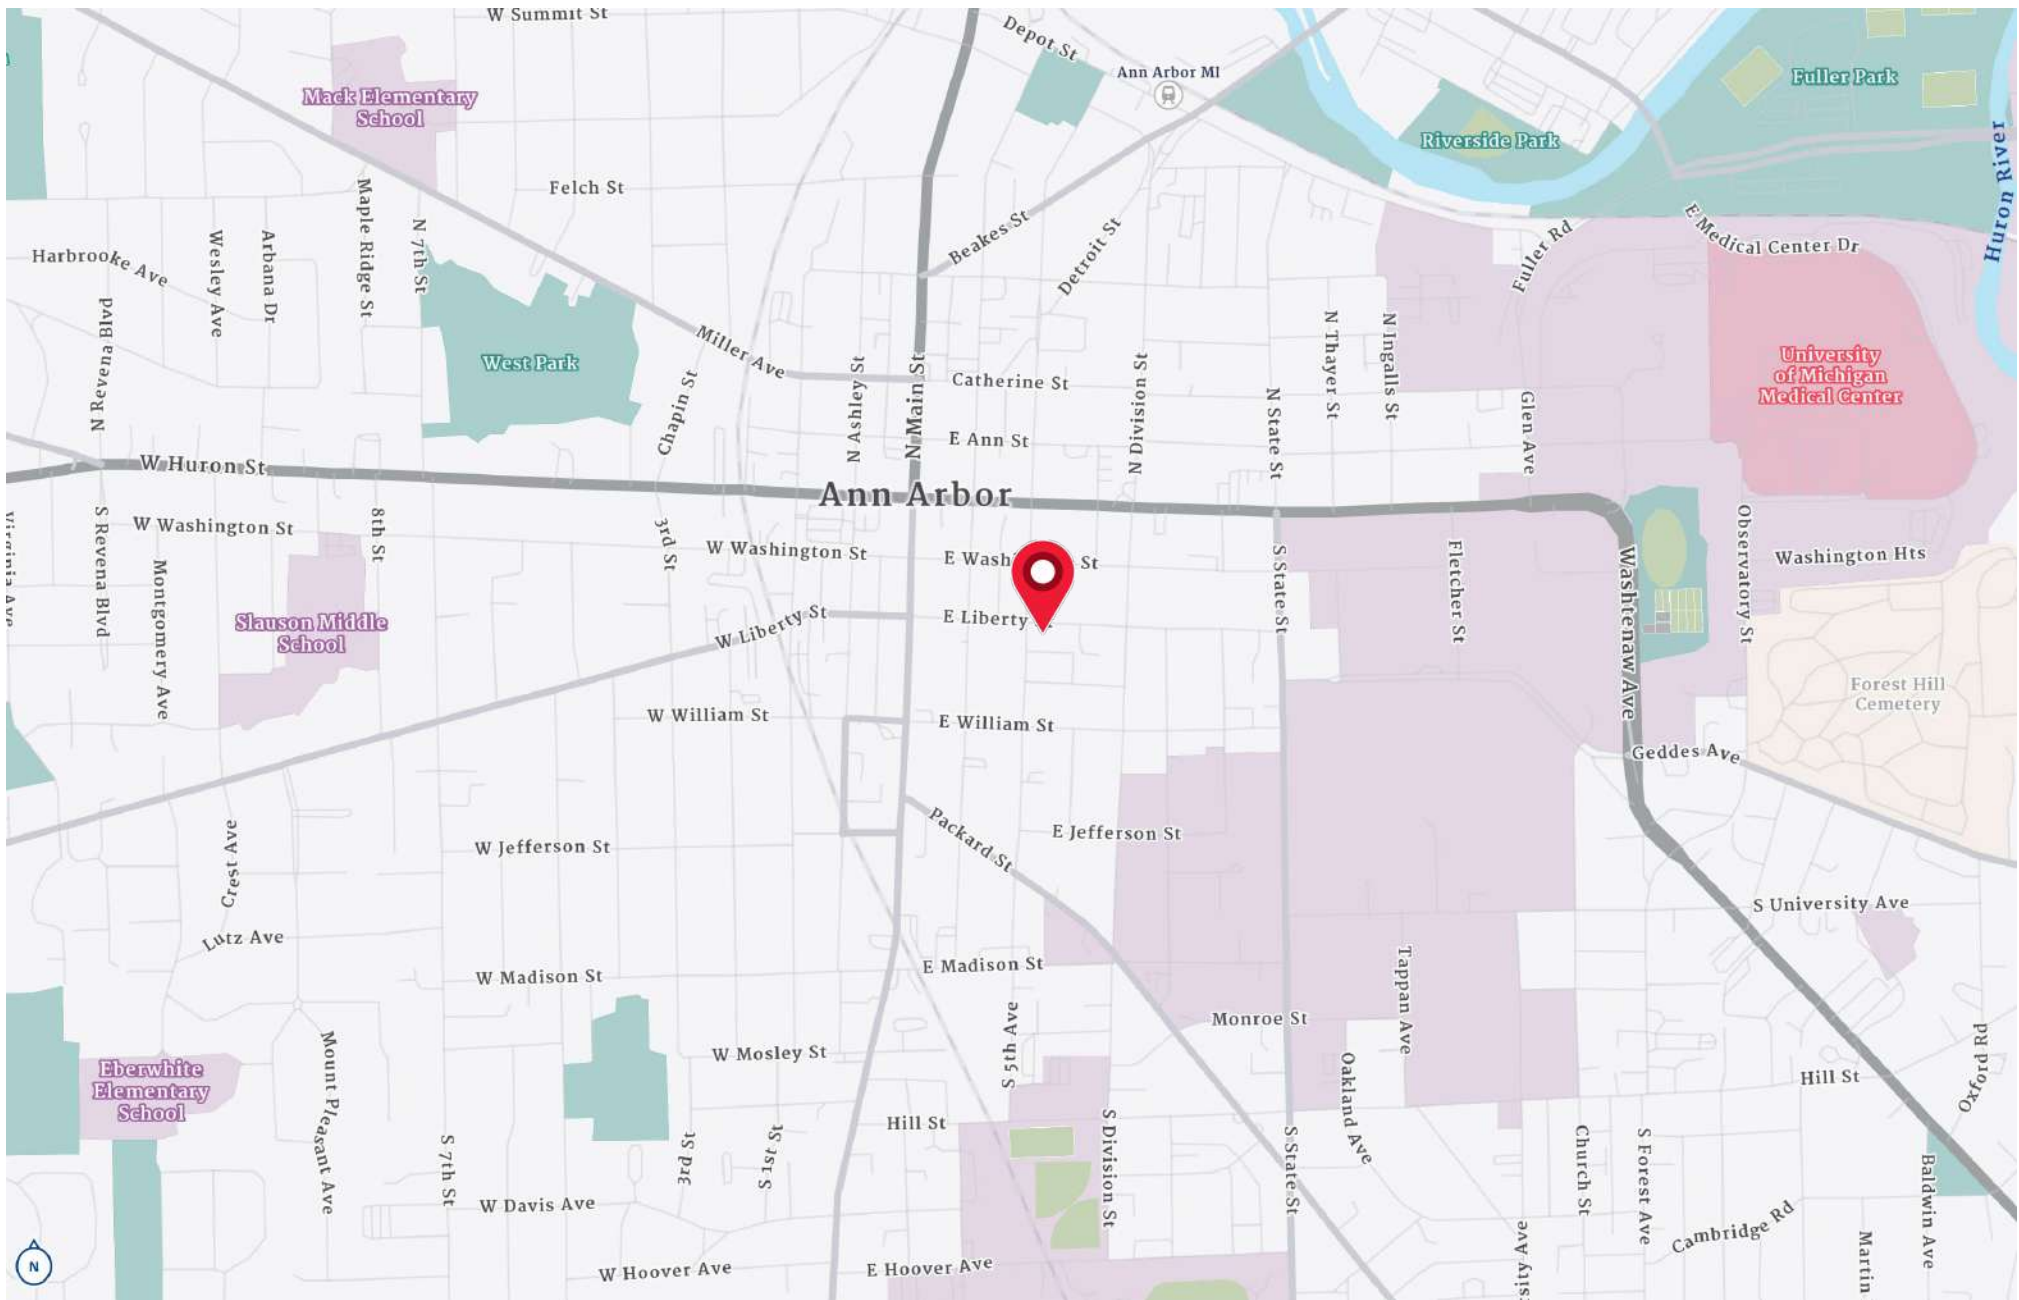 W Summit St
Depot St
Ann Arbor MI
Fuller Park
Mack Elementary
School
Riverside Park
Huron River
Felch St
Maple Ridge St
N 7th St
Beakes St
Detroit St
Fuller Rd
E Medical Center Dr
Harbrooke Ave
Wesley Ave
Arbana Dr
N Revena Blvd
West Park
Miller Ave
Chapin St
N Ashley St
N Main St
Catherine St
E Ann St
N Division St
N State St
N Thayer St
N Ingalls St
Glen Ave
University
of Michigan
Medical Center
W Huron St
Ann Arbor
W Washington St
S Revena Blvd
8th St
3rd St
W Washington St
E Wash
St
S State St
Fletcher St
Washtenaw Ave
Observatory St
Washington Hts
Virginia Ave
Montgomery Ave
Slauson Middle
School
W Liberty St
E Liberty
Forest Hill
Cemetery
W William St
E William St
Geddes Ave
Crest Ave
W Jefferson St
Packard St
E Jefferson St
S University Ave
Lutz Ave
W Madison St
E Madison St
Tappan Ave
Monroe St
S 5th Ave
Mount Pleasant Ave
W Mosley St
Oakland Ave
Oxford Rd
Eberwhite
Elementary
School
Hill St
Hill St
S 7th St
3rd St
S 1st St
S Division St
S State St
Church St
S Forest Ave
Baldwin Ave
W Davis Ave
Cambridge Rd
sity Ave
Martin
W Hoover Ave
E Hoover Ave
N